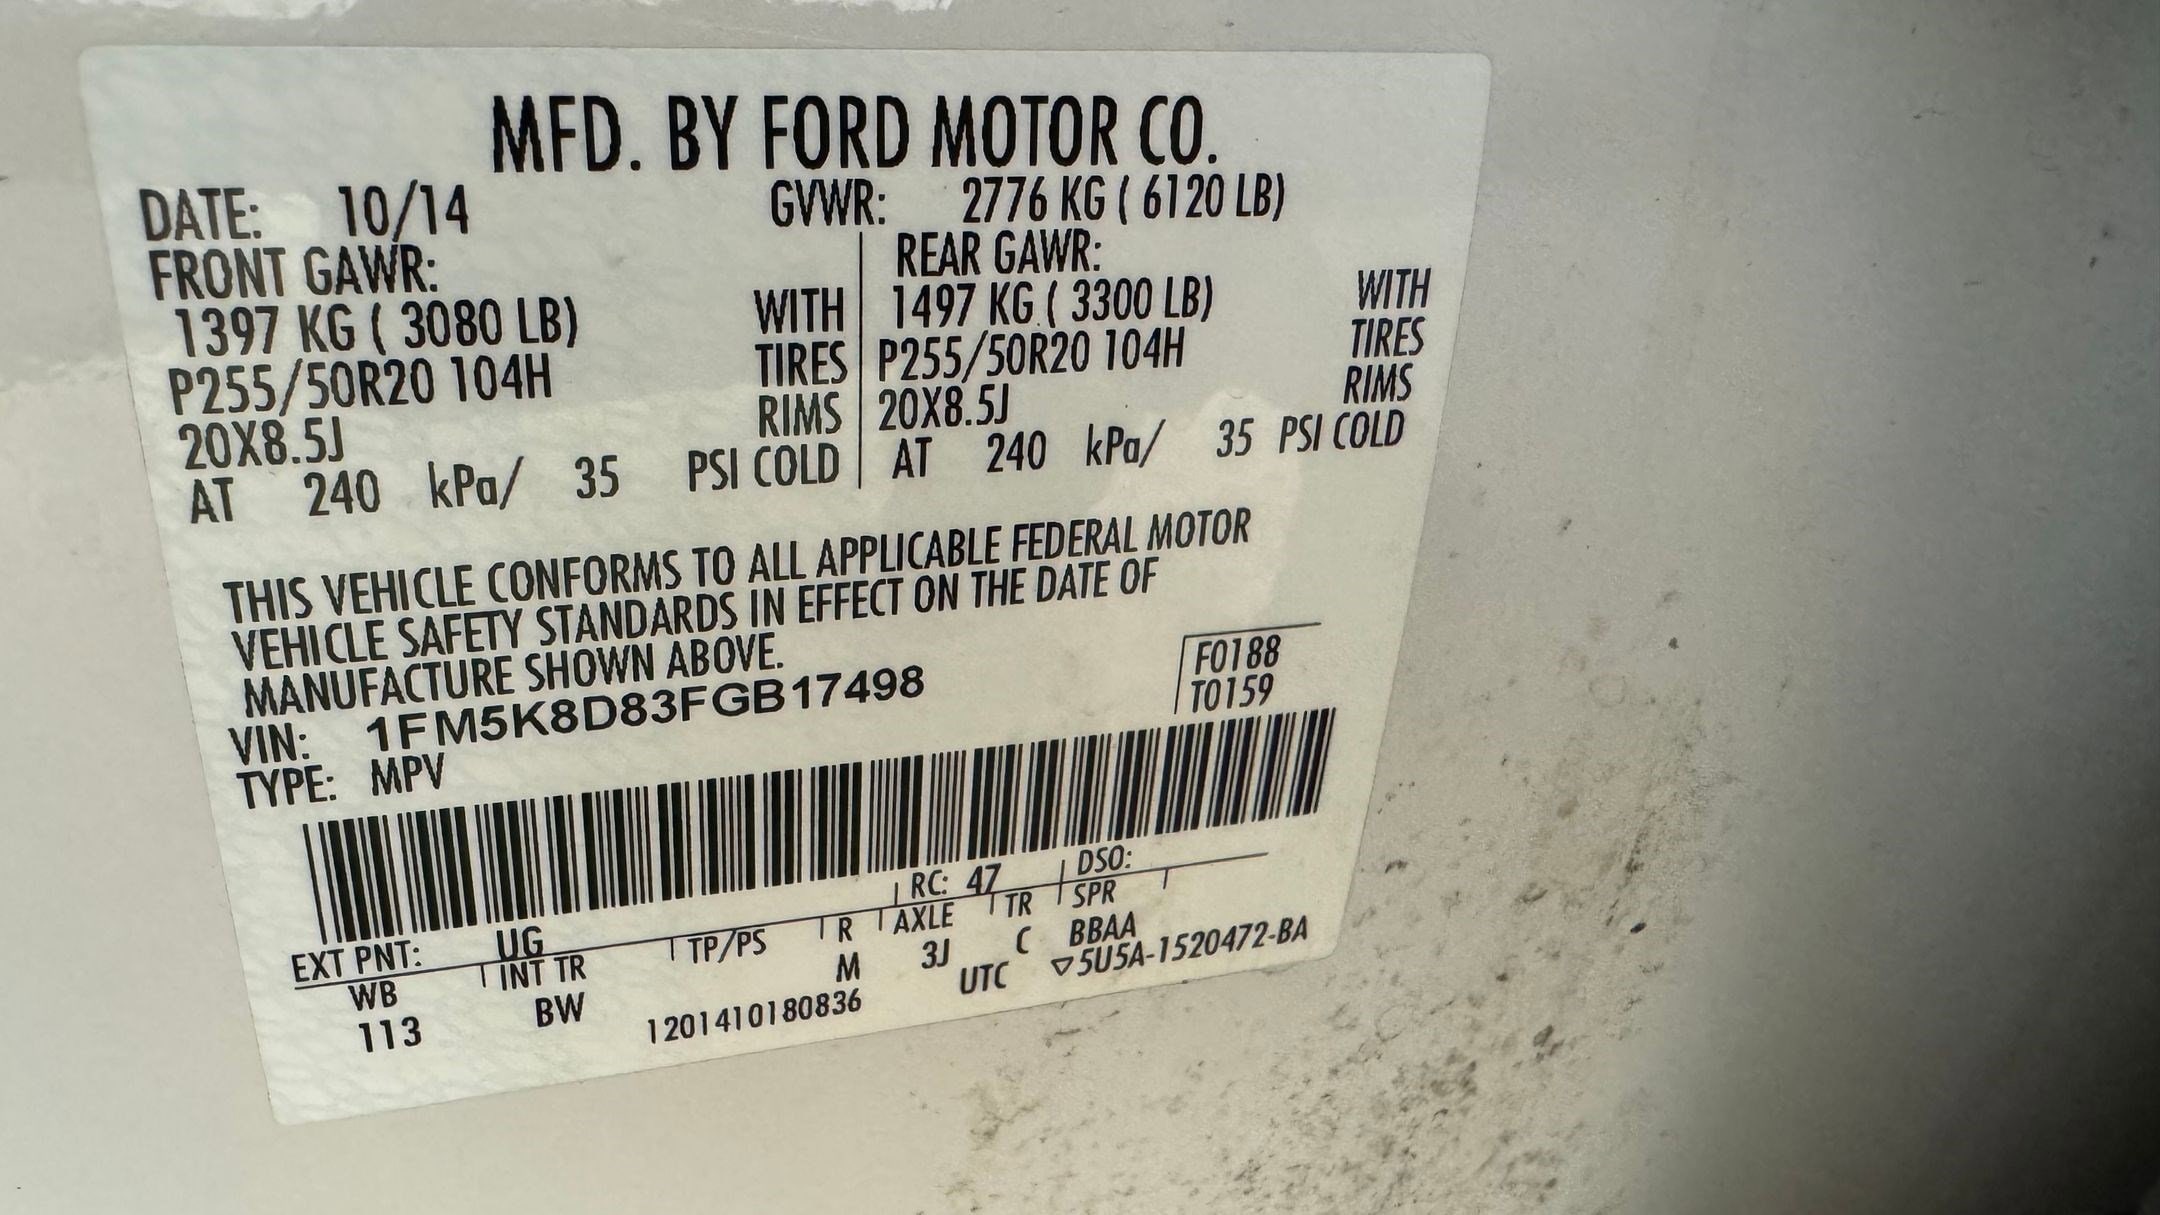 MFD. BY FORD MOTOR CO.
DATE: 10/14 GVWR: 2776 KG ( 6120 LB)
FRONT GAWR: REAR GAWR:
1397 KG ( 3080 LB) WITH 1497 KG ( 3300 LB) WITH
P255/50R20 104H TIRES P255/50R20 104H TIRES
20X8.5J RIMS 20X8.5J RIMS
AT 240 kPa/ 35 PSI COLD AT 240 kPa/ 35 PSI COLD
THIS VEHICLE CONFORMS TO ALL APPLICABLE FEDERAL MOTOR
VEHICLE SAFETY STANDARDS IN EFFECT ON THE DATE OF
MANUFACTURE SHOWN ABOVE.
VIN: 1FM5K8D83FGB17498 F0188
TYPE: MPV T0159
EXT PNT: UG RC: 47 DSO:
WB INT TR TP/PS R AXLE TR SPR
113 BW M 3J C BBAA
1201410180836 UTC ▽5U5A-1520472-BA